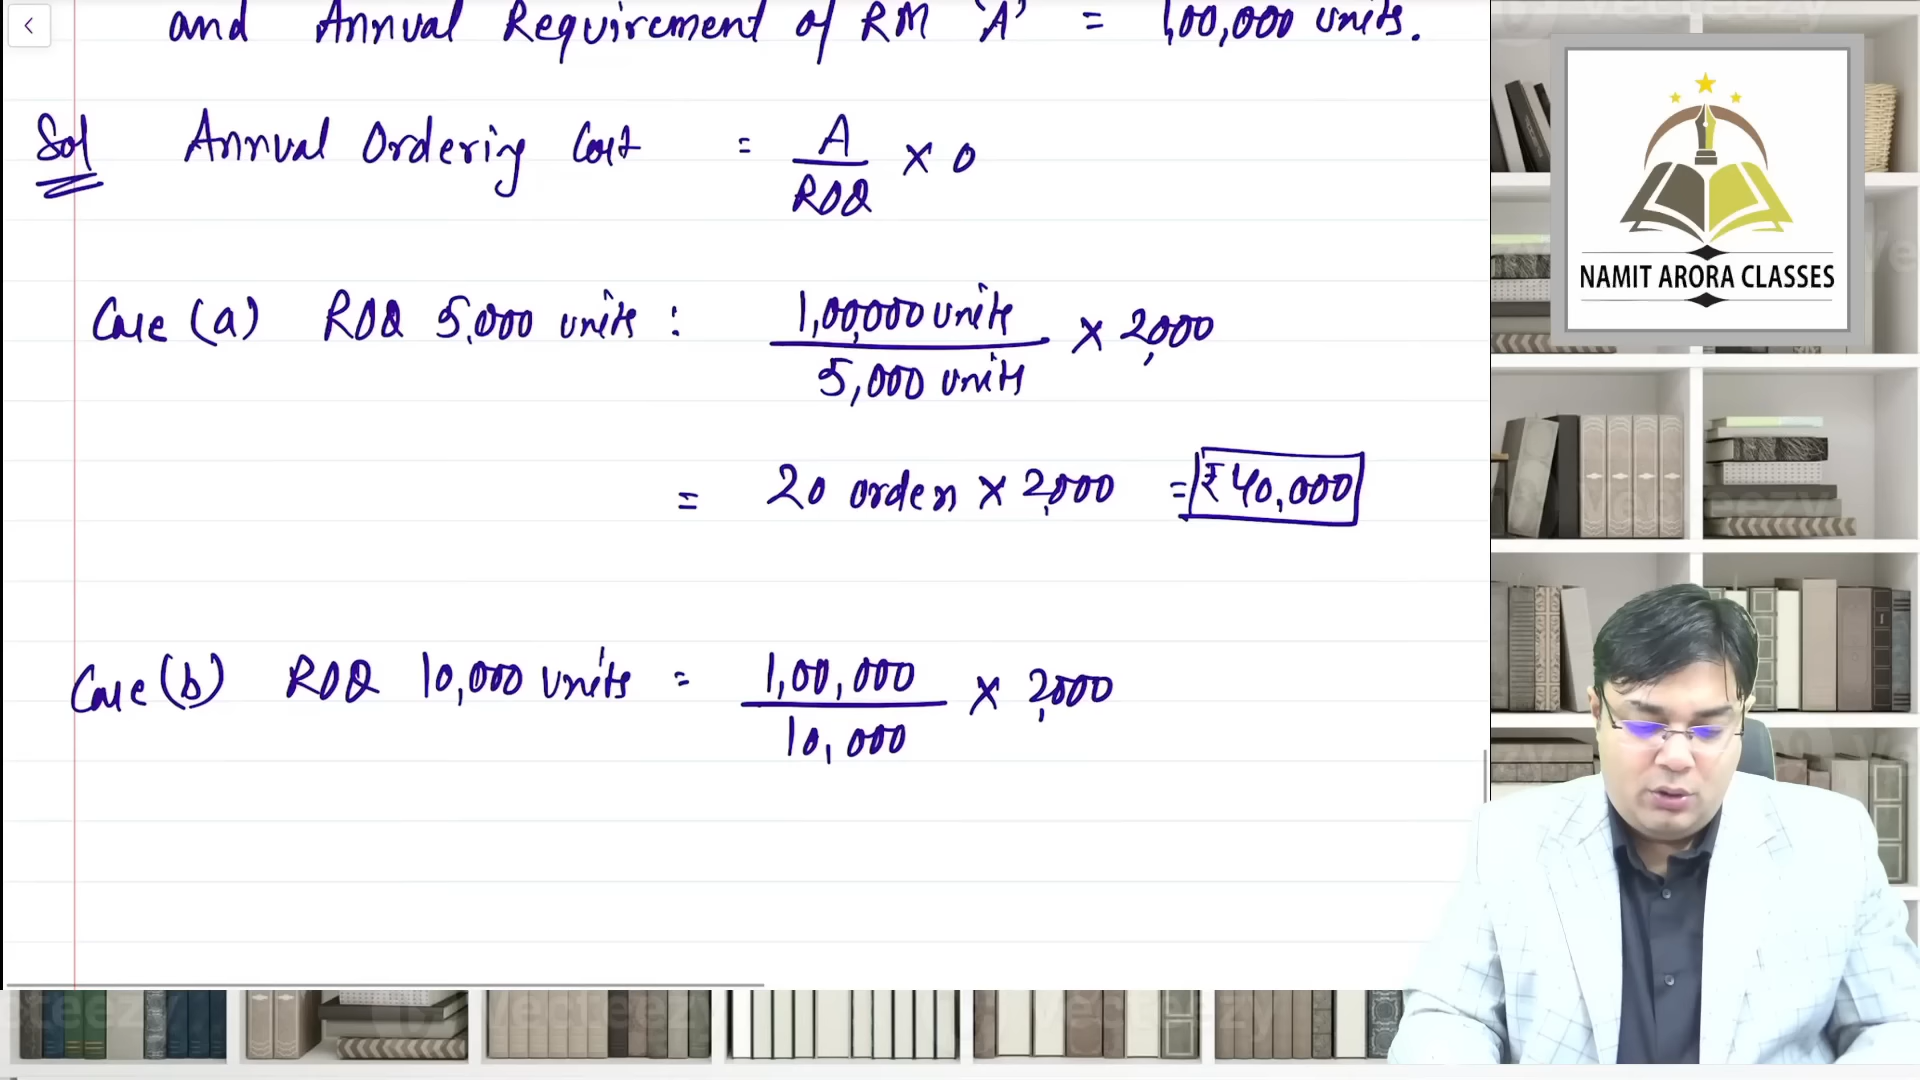 and Annual Requirement of RM 'A' = 1,00,000 units.
Sol Annual Ordering Cost = A / ROQ × O
Case (a) ROQ 5,000 units : 1,00,000 units / 5,000 units × 2,000
= 20 orders × 2,000 = ₹40,000
Case (b) ROQ 10,000 units = 1,00,000 / 10,000 × 2,000
NAMIT ARORA CLASSES